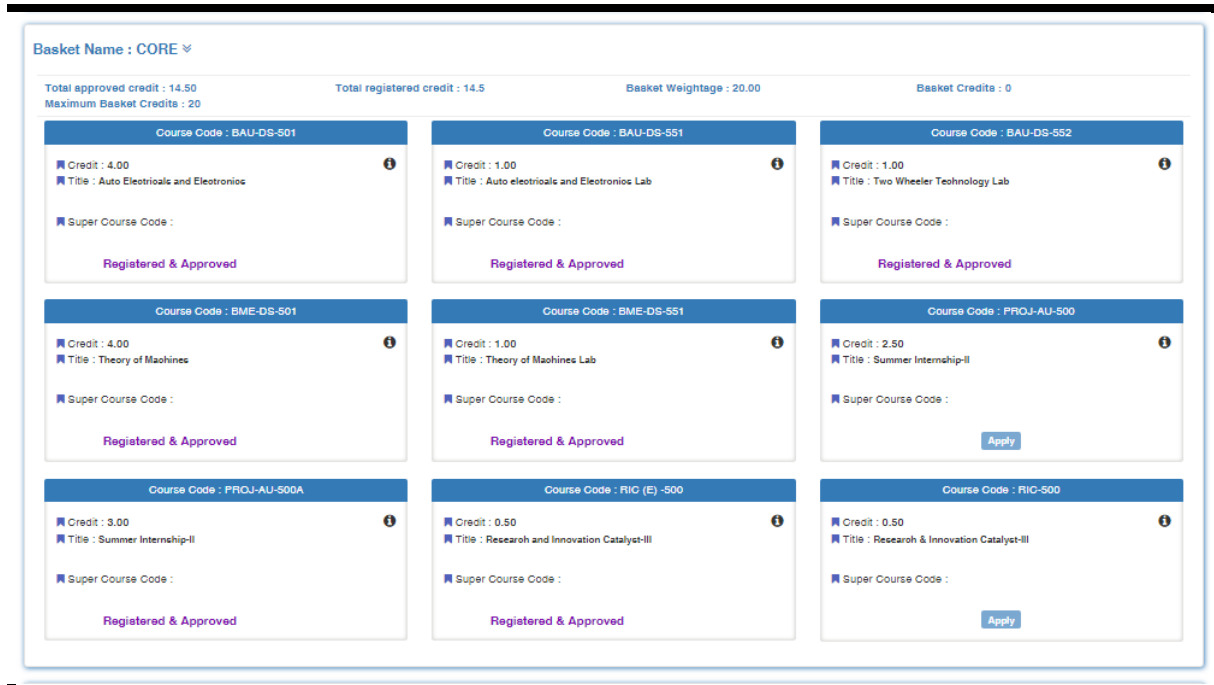 Basket Name : CORE
Total approved credit : 14.50 Total registered credit : 14.5 Basket Weightage : 20.00 Basket Credits : 0
Maximum Basket Credits : 20
Course Code : BAU-DS-501
Credit : 4.00
Title : Auto Electricals and Electronics
Super Course Code :
Registered & Approved
Course Code : BAU-DS-551
Credit : 1.00
Title : Auto electricals and Electronics Lab
Super Course Code :
Registered & Approved
Course Code : BAU-DS-552
Credit : 1.00
Title : Two Wheeler Technology Lab
Super Course Code :
Registered & Approved
Course Code : BME-DS-501
Credit : 4.00
Title : Theory of Machines
Super Course Code :
Registered & Approved
Course Code : BME-DS-551
Credit : 1.00
Title : Theory of Machines Lab
Super Course Code :
Registered & Approved
Course Code : PROJ-AU-500
Credit : 2.50
Title : Summer Internship-II
Super Course Code :
Apply
Course Code : PROJ-AU-500A
Credit : 3.00
Title : Summer Internship-II
Super Course Code :
Registered & Approved
Course Code : RIC (E) -500
Credit : 0.50
Title : Research and Innovation Catalyst-III
Super Course Code :
Registered & Approved
Course Code : RIC-500
Credit : 0.50
Title : Research & Innovation Catalyst-III
Super Course Code :
Apply